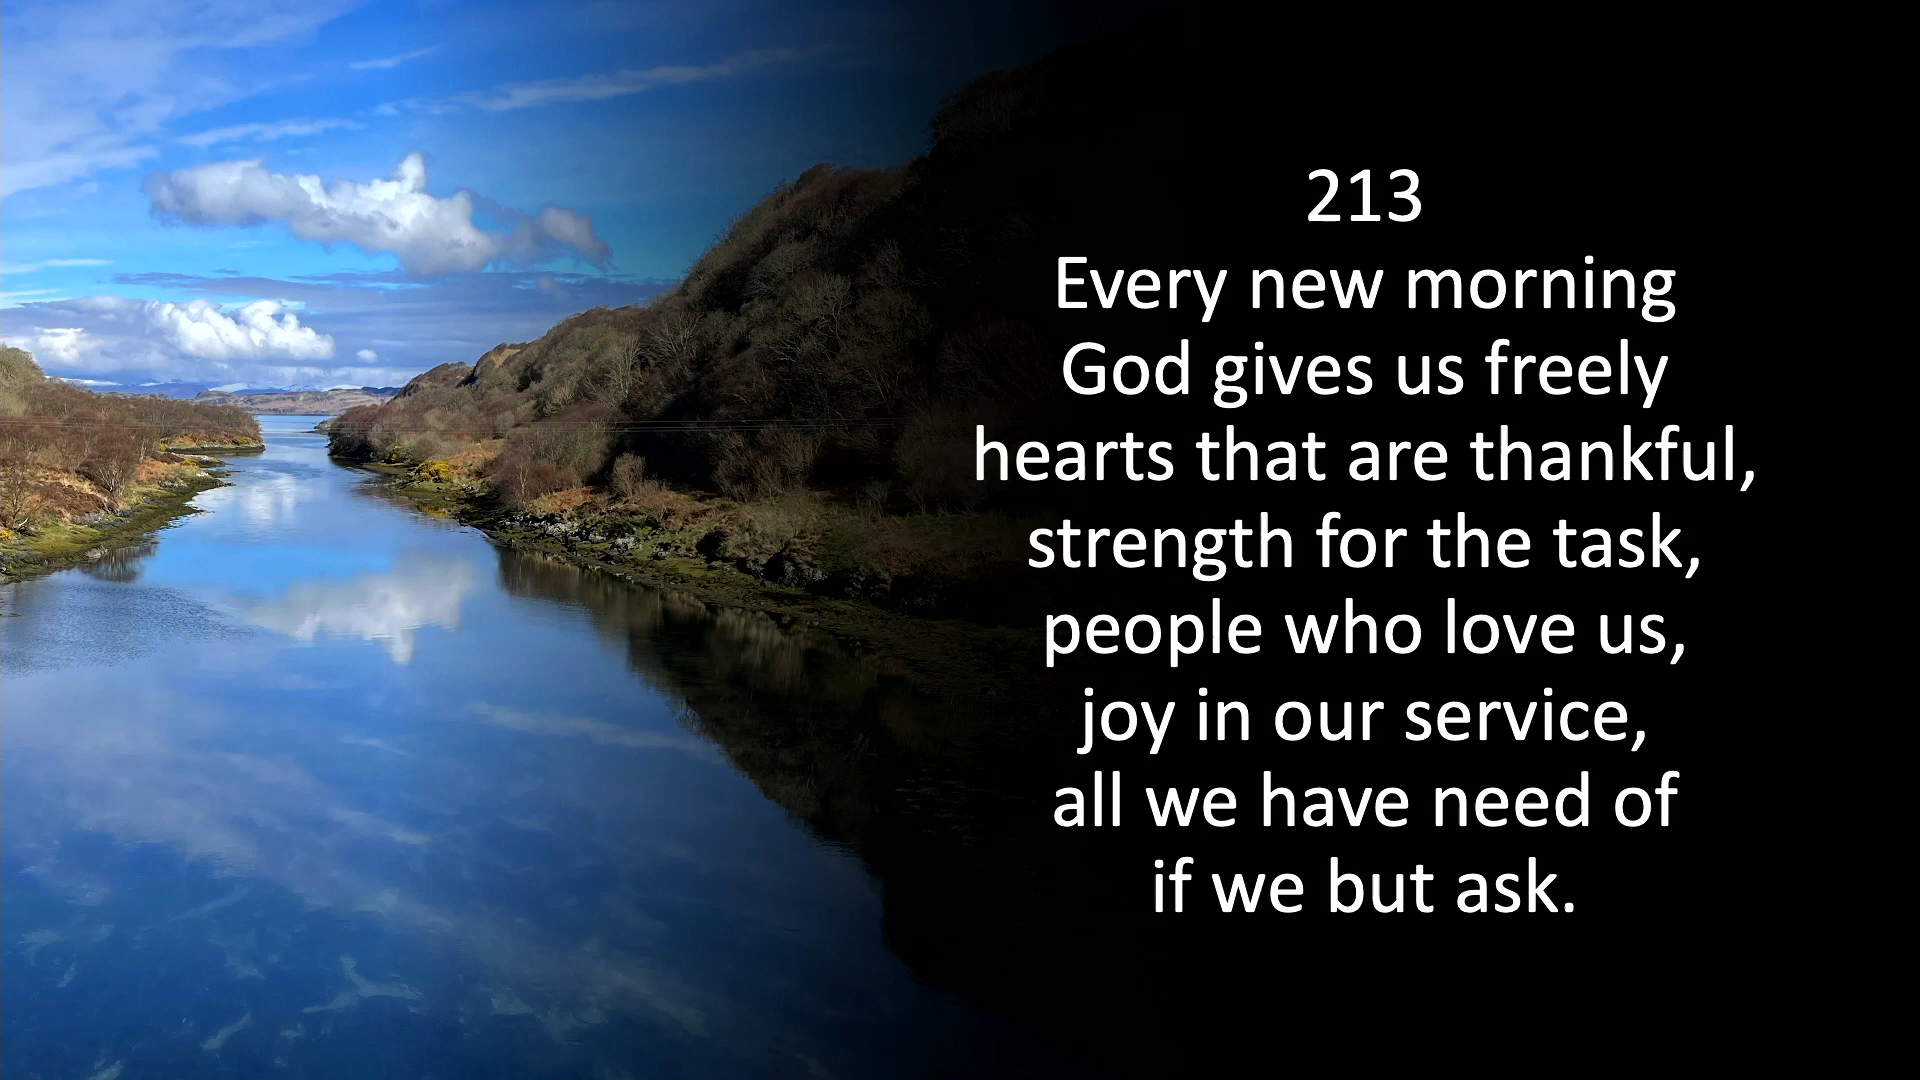 213
Every new morning
God gives us freely
hearts that are thankful,
strength for the task,
people who love us,
joy in our service,
all we have need of
if we but ask.